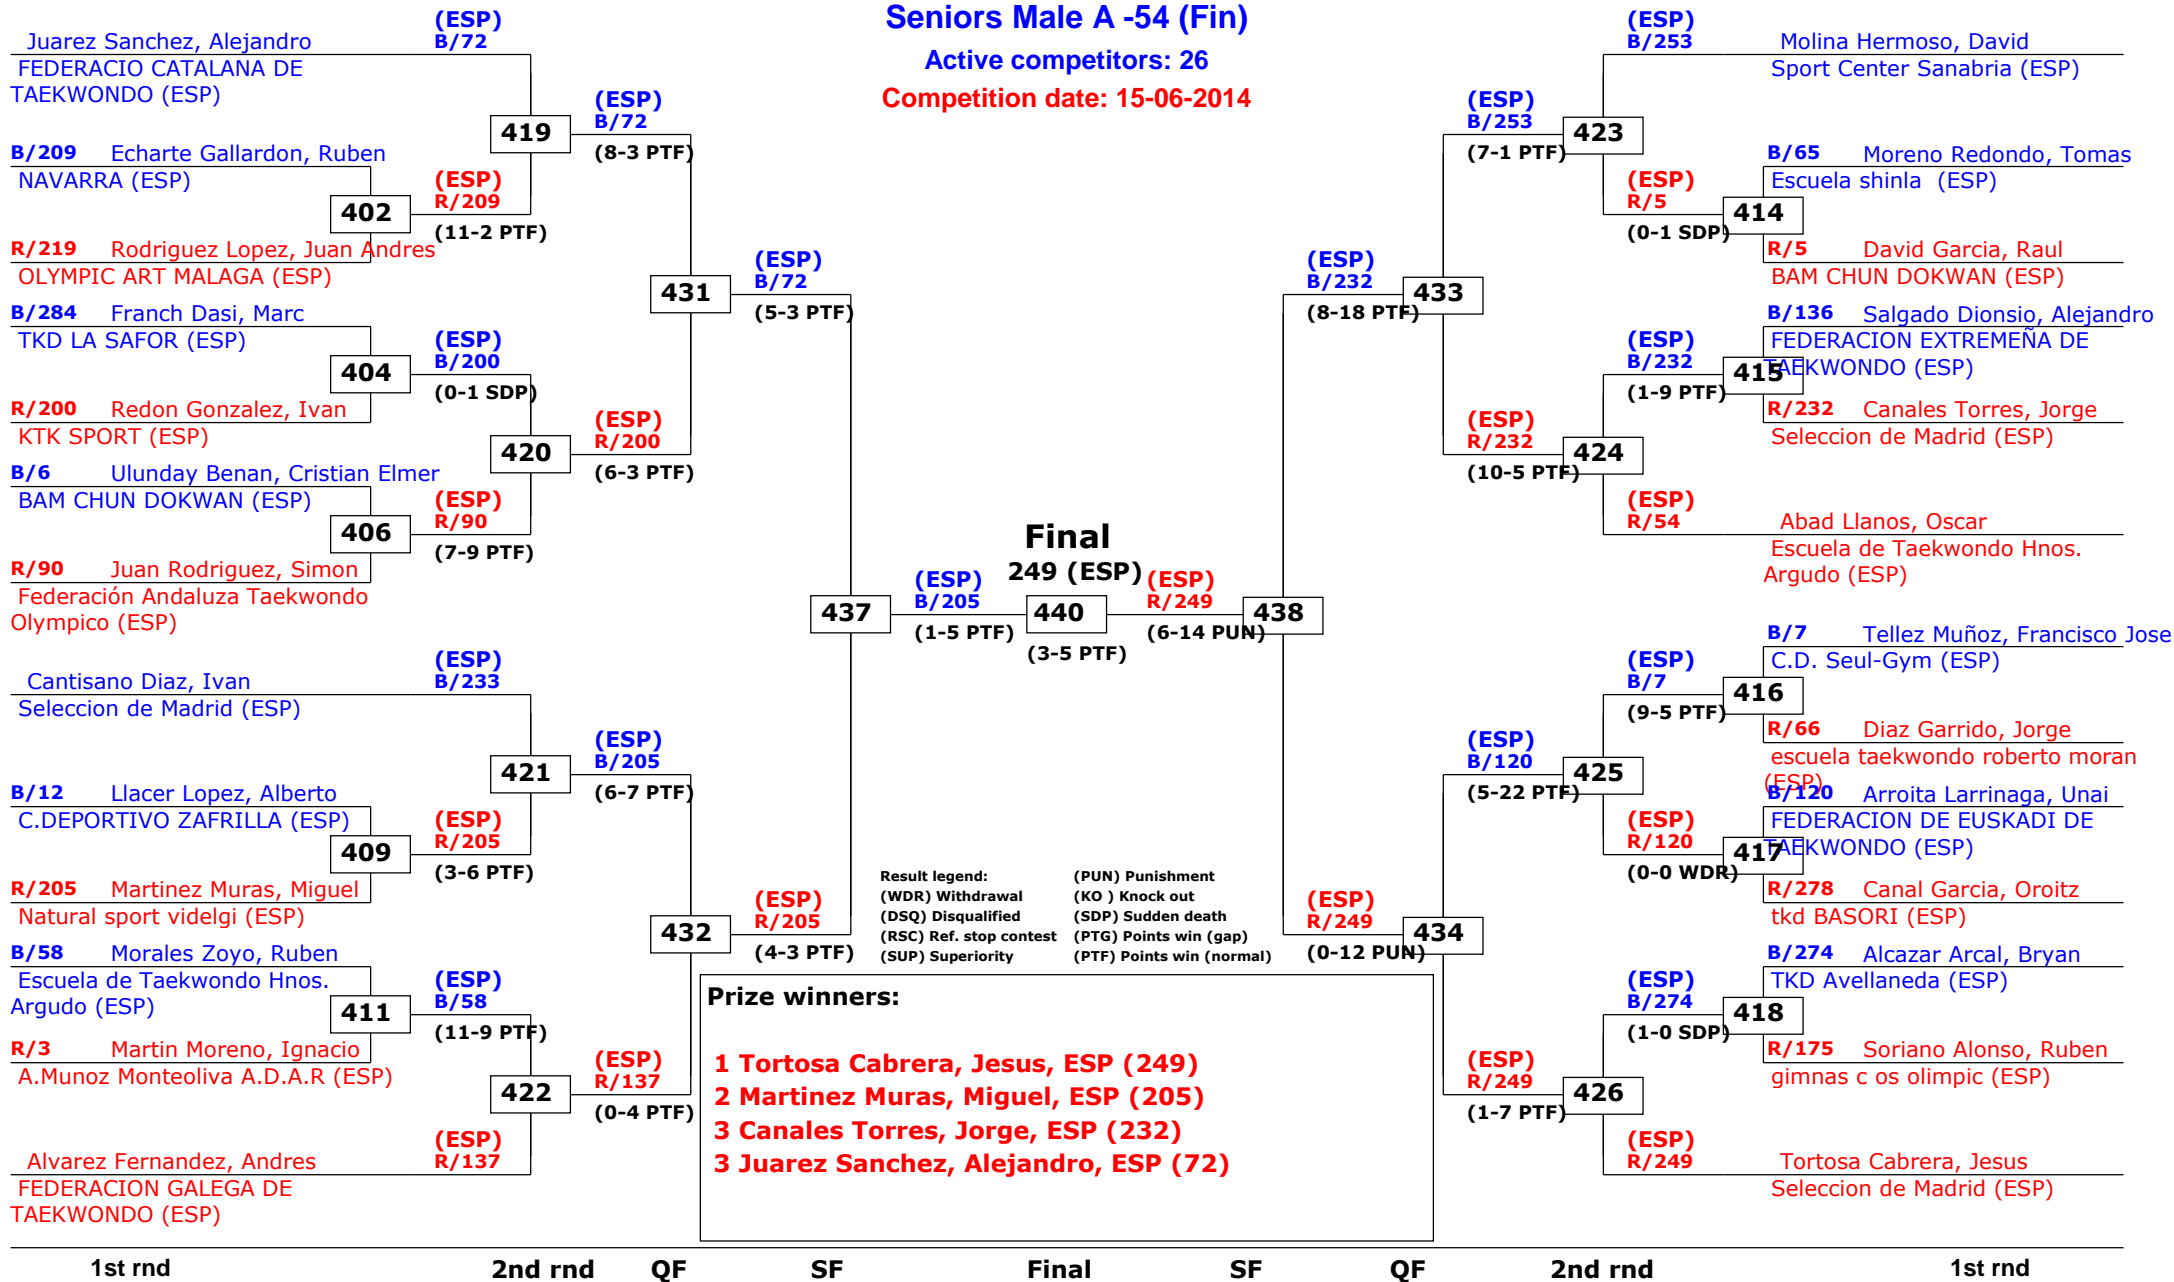 Seniors Male A -54 (Fin)
Active competitors: 26
Competition date: 15-06-2014
Juarez Sanchez, Alejandro
FEDERACIO CATALANA DE
TAEKWONDO (ESP)
(ESP)
B/72
B/209 Echarte Gallardon, Ruben
NAVARRA (ESP)
402
R/219 Rodriguez Lopez, Juan Andres
OLYMPIC ART MALAGA (ESP)
(ESP)
R/209
(11-2 PTF)
419
(ESP)
B/72
(8-3 PTF)
B/284 Franch Dasi, Marc
TKD LA SAFOR (ESP)
404
R/200 Redon Gonzalez, Ivan
KTK SPORT (ESP)
(ESP)
B/200
(0-1 SDP)
B/6 Ulunday Benan, Cristian Elmer
BAM CHUN DOKWAN (ESP)
406
R/90 Juan Rodriguez, Simon
Federación Andaluza Taekwondo
Olympico (ESP)
(ESP)
R/90
(7-9 PTF)
420
(ESP)
R/200
(6-3 PTF)
431
(ESP)
B/72
(5-3 PTF)
Cantisano Diaz, Ivan
Seleccion de Madrid (ESP)
(ESP)
B/233
B/12 Llacer Lopez, Alberto
C.DEPORTIVO ZAFRILLA (ESP)
409
R/205 Martinez Muras, Miguel
Natural sport videlgi (ESP)
(ESP)
R/205
(3-6 PTF)
421
(ESP)
B/205
(6-7 PTF)
B/58 Morales Zoyo, Ruben
Escuela de Taekwondo Hnos.
Argudo (ESP)
411
R/3 Martin Moreno, Ignacio
A.Munoz Monteoliva A.D.A.R (ESP)
(ESP)
B/58
(11-9 PTF)
Alvarez Fernandez, Andres
FEDERACION GALEGA DE
TAEKWONDO (ESP)
(ESP)
R/137
422
(ESP)
R/137
(0-4 PTF)
432
(ESP)
R/205
(4-3 PTF)
437
(ESP)
B/205
(1-5 PTF)
Final
249 (ESP)
440
(3-5 PTF)
(ESP)
R/249
(6-14 PUN)
438
(ESP)
B/232
(8-18 PTF)
433
(ESP)
B/253
(7-1 PTF)
423
(ESP)
B/253
Molina Hermoso, David
Sport Center Sanabria (ESP)
(ESP)
R/5
(0-1 SDP)
414
B/65 Moreno Redondo, Tomas
Escuela shinla (ESP)
R/5 David Garcia, Raul
BAM CHUN DOKWAN (ESP)
(ESP)
R/232
(10-5 PTF)
424
(ESP)
B/232
(1-9 PTF)
415
B/136 Salgado Dionsio, Alejandro
FEDERACION EXTREMEÑA DE
TAEKWONDO (ESP)
R/232 Canales Torres, Jorge
Seleccion de Madrid (ESP)
(ESP)
R/54
Abad Llanos, Oscar
Escuela de Taekwondo Hnos.
Argudo (ESP)
(ESP)
R/249
(0-12 PUN)
434
(ESP)
B/120
(5-22 PTF)
425
(ESP)
B/7
(9-5 PTF)
416
B/7 Tellez Muñoz, Francisco Jose
C.D. Seul-Gym (ESP)
R/66 Diaz Garrido, Jorge
escuela taekwondo roberto moran
(ESP)
(ESP)
R/120
(0-0 WDR)
417
B/120 Arroita Larrinaga, Unai
FEDERACION DE EUSKADI DE
TAEKWONDO (ESP)
R/278 Canal Garcia, Oroitz
tkd BASORI (ESP)
(ESP)
R/249
(1-7 PTF)
426
(ESP)
B/274
(1-0 SDP)
418
B/274 Alcazar Arcal, Bryan
TKD Avellaneda (ESP)
R/175 Soriano Alonso, Ruben
gimnas c os olimpic (ESP)
(ESP)
R/249
Tortosa Cabrera, Jesus
Seleccion de Madrid (ESP)
Result legend:
(WDR) Withdrawal
(DSQ) Disqualified
(RSC) Ref. stop contest
(SUP) Superiority
(PUN) Punishment
(KO ) Knock out
(SDP) Sudden death
(PTG) Points win (gap)
(PTF) Points win (normal)
Prize winners:
1 Tortosa Cabrera, Jesus, ESP (249)
2 Martinez Muras, Miguel, ESP (205)
3 Canales Torres, Jorge, ESP (232)
3 Juarez Sanchez, Alejandro, ESP (72)
1st rnd 2nd rnd QF SF Final SF QF 2nd rnd 1st rnd